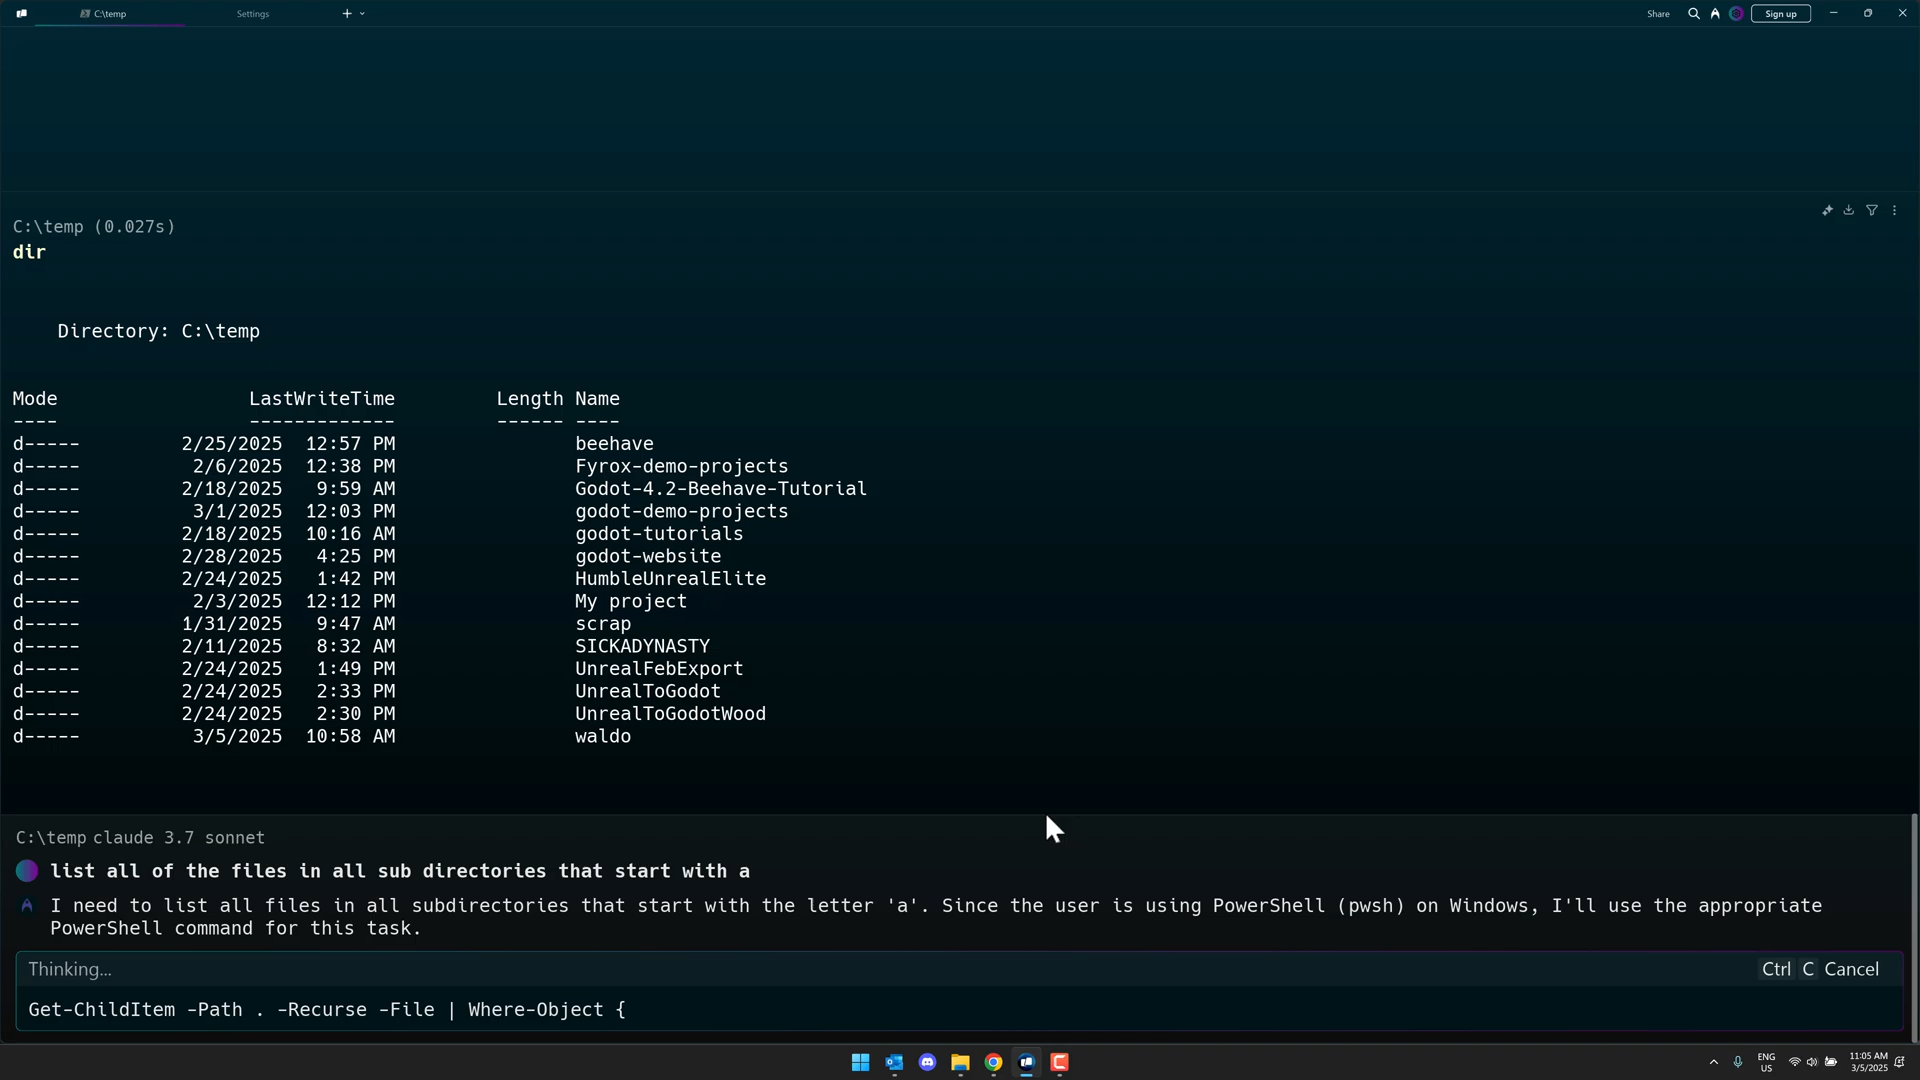 C:\temp
Settings
Share
Sign up
C:\temp (0.027s)
dir
Directory: C:\temp
Mode LastWriteTime Length Name
---- ------------- ------ ----
d----- 2/25/2025 12:57 PM beehave
d----- 2/6/2025 12:38 PM Fyrox-demo-projects
d----- 2/18/2025 9:59 AM Godot-4.2-Beehave-Tutorial
d----- 3/1/2025 12:03 PM godot-demo-projects
d----- 2/18/2025 10:16 AM godot-tutorials
d----- 2/28/2025 4:25 PM godot-website
d----- 2/24/2025 1:42 PM HumbleUnrealElite
d----- 2/3/2025 12:12 PM My project
d----- 1/31/2025 9:47 AM scrap
d----- 2/11/2025 8:32 AM SICKADYNASTY
d----- 2/24/2025 1:49 PM UnrealFebExport
d----- 2/24/2025 2:33 PM UnrealToGodot
d----- 2/24/2025 2:30 PM UnrealToGodotWood
d----- 3/5/2025 10:58 AM waldo
C:\temp claude 3.7 sonnet
list all of the files in all sub directories that start with a
I need to list all files in all subdirectories that start with the letter 'a'. Since the user is using PowerShell (pwsh) on Windows, I'll use the appropriate
PowerShell command for this task.
Thinking... Ctrl C Cancel
Get-ChildItem -Path . -Recurse -File | Where-Object {
ENG
US
11:05 AM
3/5/2025